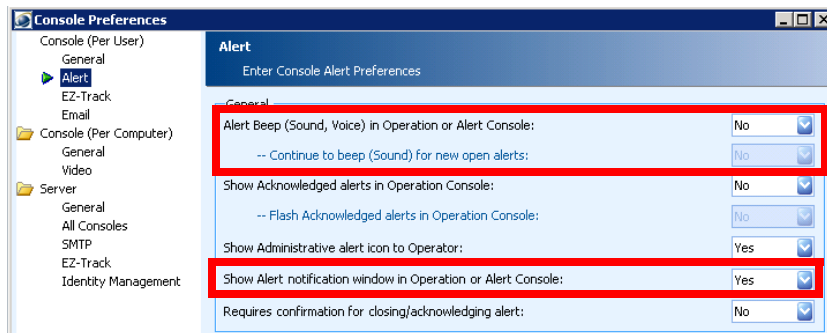 Console Preferences
Console (Per User)
General
Alert
EZ-Track
Email
Console (Per Computer)
General
Video
Server
General
All Consoles
SMTP
EZ-Track
Identity Management
Alert
Enter Console Alert Preferences
General
Alert Beep (Sound, Voice) in Operation or Alert Console: No
-- Continue to beep (Sound) for new open alerts: No
Show Acknowledged alerts in Operation Console: No
-- Flash Acknowledged alerts in Operation Console: No
Show Administrative alert icon to Operator: Yes
Show Alert notification window in Operation or Alert Console: Yes
Requires confirmation for closing/acknowledging alert: No